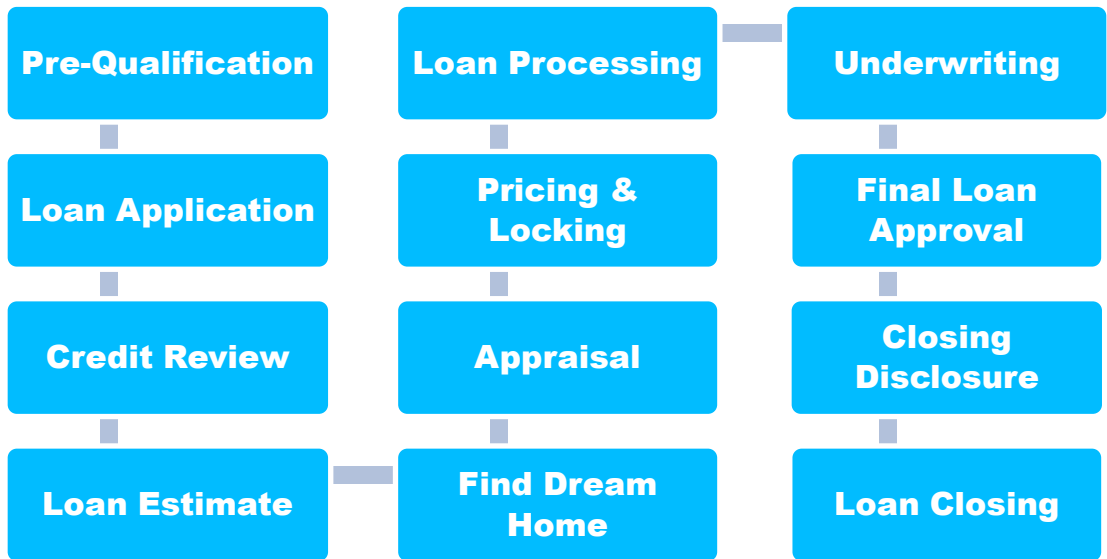 Pre-Qualification
Loan Application
Credit Review
Loan Estimate
Find Dream
Home
Appraisal
Pricing &
Locking
Loan Processing
Underwriting
Final Loan
Approval
Closing
Disclosure
Loan Closing